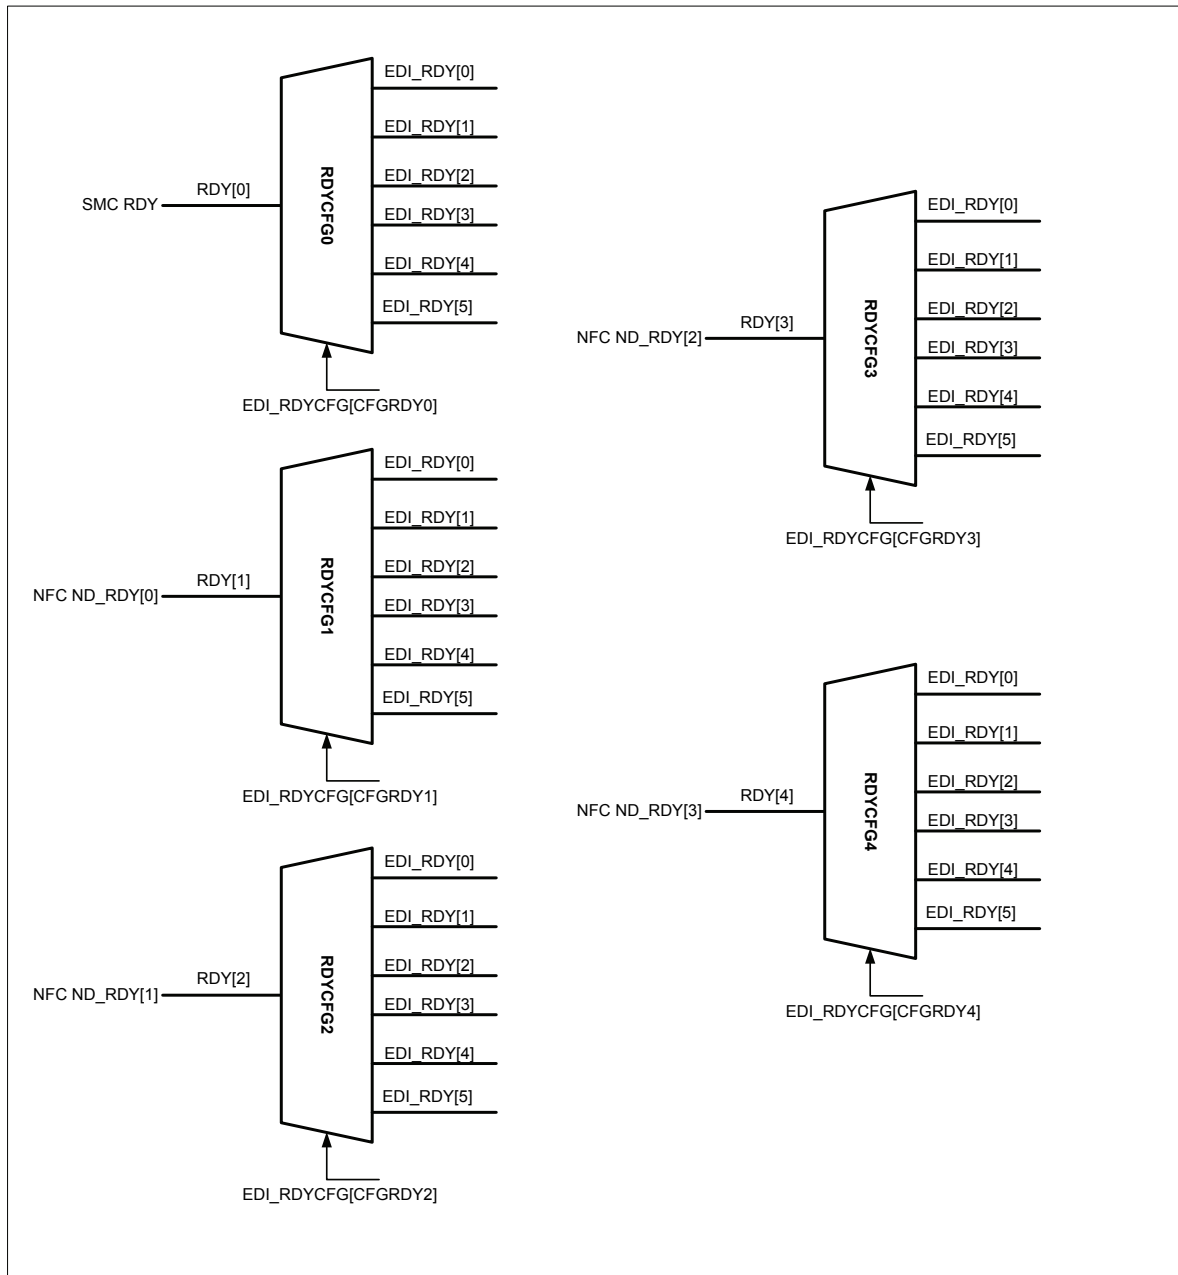 EDI_RDY[0]
EDI_RDY[1]
EDI_RDY[2]
EDI_RDY[3]
EDI_RDY[4]
EDI_RDY[5]
RDYCFG0
SMC RDY
RDY[0]
EDI_RDYCFG[CFGRDY0]
EDI_RDY[0]
EDI_RDY[1]
EDI_RDY[2]
EDI_RDY[3]
EDI_RDY[4]
EDI_RDY[5]
RDYCFG1
NFC ND_RDY[0]
RDY[1]
EDI_RDYCFG[CFGRDY1]
EDI_RDY[0]
EDI_RDY[1]
EDI_RDY[2]
EDI_RDY[3]
EDI_RDY[4]
EDI_RDY[5]
RDYCFG2
NFC ND_RDY[1]
RDY[2]
EDI_RDYCFG[CFGRDY2]
EDI_RDY[0]
EDI_RDY[1]
EDI_RDY[2]
EDI_RDY[3]
EDI_RDY[4]
EDI_RDY[5]
RDYCFG3
NFC ND_RDY[2]
RDY[3]
EDI_RDYCFG[CFGRDY3]
EDI_RDY[0]
EDI_RDY[1]
EDI_RDY[2]
EDI_RDY[3]
EDI_RDY[4]
EDI_RDY[5]
RDYCFG4
NFC ND_RDY[3]
RDY[4]
EDI_RDYCFG[CFGRDY4]